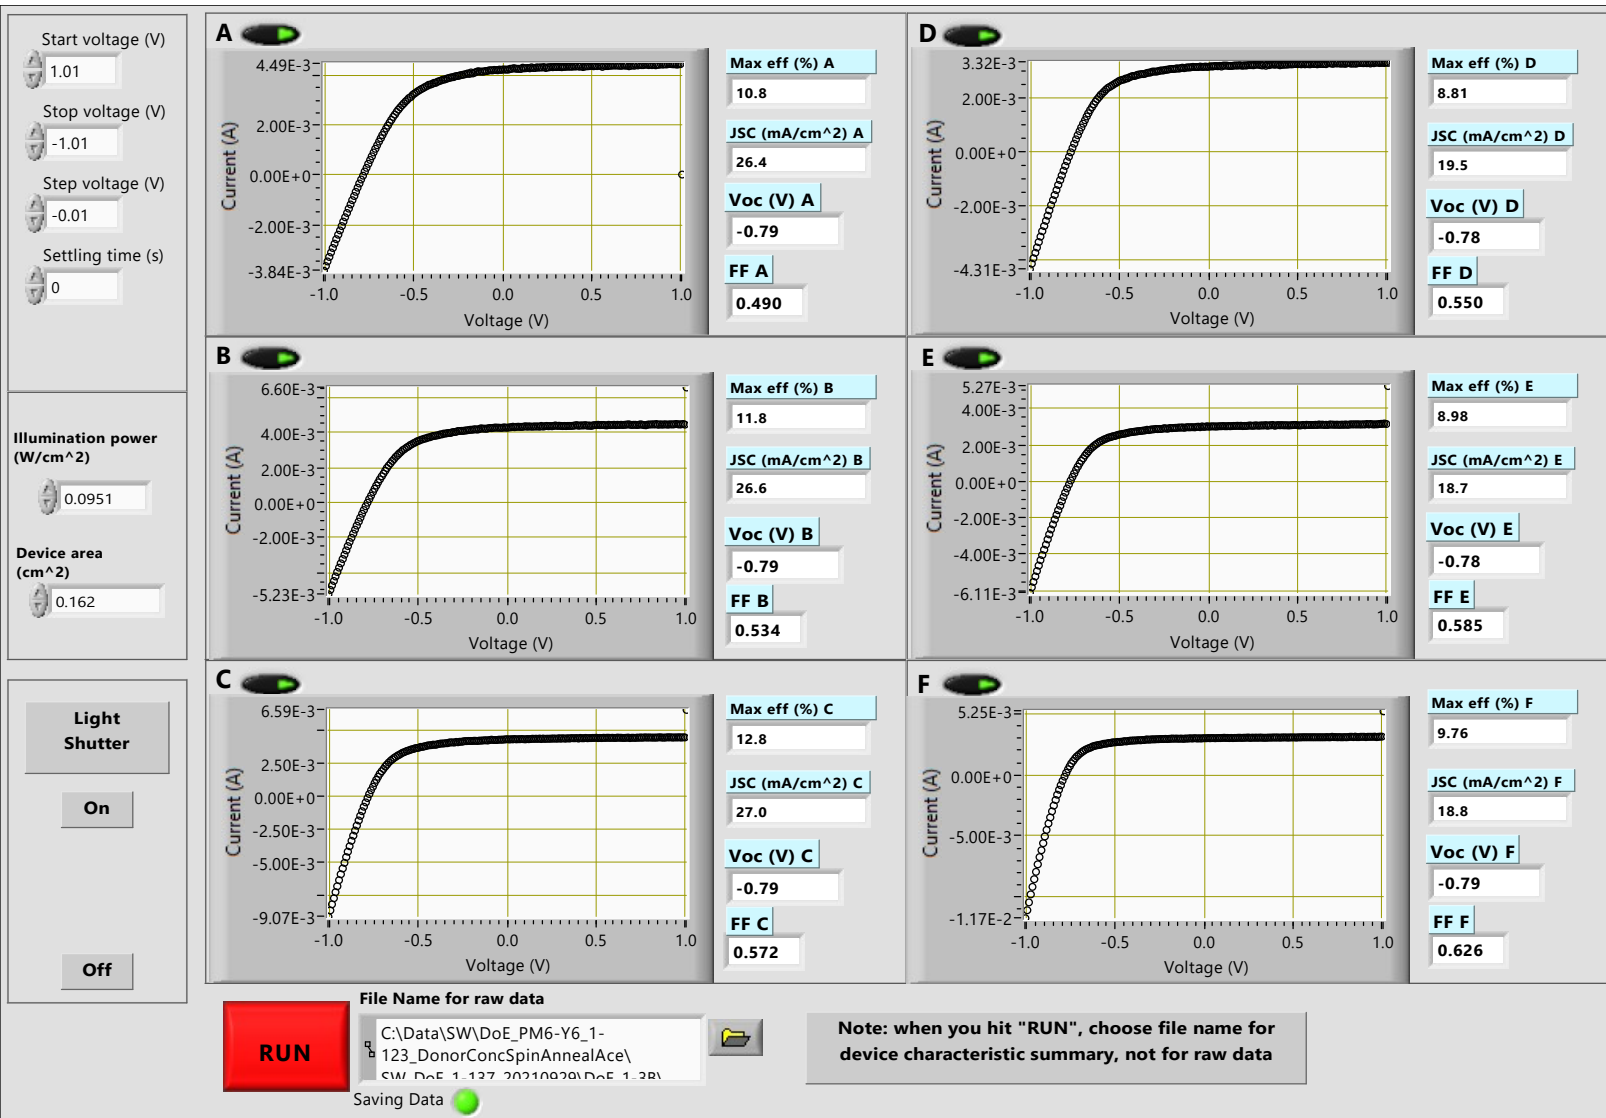 Start voltage (V)
1.01
Stop voltage (V)
-1.01
Step voltage (V)
-0.01
Settling time (s)
0
Illumination power
(W/cm^2)
0.0951
Device area
(cm^2)
0.162
Light
Shutter
On
Off
A
Current (A)
4.49E-3
2.00E-3
0.00E+0
-2.00E-3
-3.84E-3
-1.0 -0.5 0.0 0.5 1.0
Voltage (V)
Max eff (%) A
10.8
JSC (mA/cm^2) A
26.4
Voc (V) A
-0.79
FF A
0.490
B
Current (A)
6.60E-3
4.00E-3
2.00E-3
0.00E+0
-2.00E-3
-5.23E-3
-1.0 -0.5 0.0 0.5 1.0
Voltage (V)
Max eff (%) B
11.8
JSC (mA/cm^2) B
26.6
Voc (V) B
-0.79
FF B
0.534
C
Current (A)
6.59E-3
2.50E-3
0.00E+0
-2.50E-3
-5.00E-3
-9.07E-3
-1.0 -0.5 0.0 0.5 1.0
Voltage (V)
Max eff (%) C
12.8
JSC (mA/cm^2) C
27.0
Voc (V) C
-0.79
FF C
0.572
D
Current (A)
3.32E-3
2.00E-3
0.00E+0
-2.00E-3
-4.31E-3
-1.0 -0.5 0.0 0.5 1.0
Voltage (V)
Max eff (%) D
8.81
JSC (mA/cm^2) D
19.5
Voc (V) D
-0.78
FF D
0.550
E
Current (A)
5.27E-3
4.00E-3
2.00E-3
0.00E+0
-2.00E-3
-4.00E-3
-6.11E-3
-1.0 -0.5 0.0 0.5 1.0
Voltage (V)
Max eff (%) E
8.98
JSC (mA/cm^2) E
18.7
Voc (V) E
-0.78
FF E
0.585
F
Current (A)
5.25E-3
0.00E+0
-5.00E-3
-1.17E-2
-1.0 -0.5 0.0 0.5 1.0
Voltage (V)
Max eff (%) F
9.76
JSC (mA/cm^2) F
18.8
Voc (V) F
-0.79
FF F
0.626
RUN
File Name for raw data
C:\Data\SW\DoE_PM6-Y6_1-
123_DonorConcSpinAnnealAce\
SW_DoE_1-137_20210929\DoE_1-3B\
Saving Data
Note: when you hit "RUN", choose file name for
device characteristic summary, not for raw data